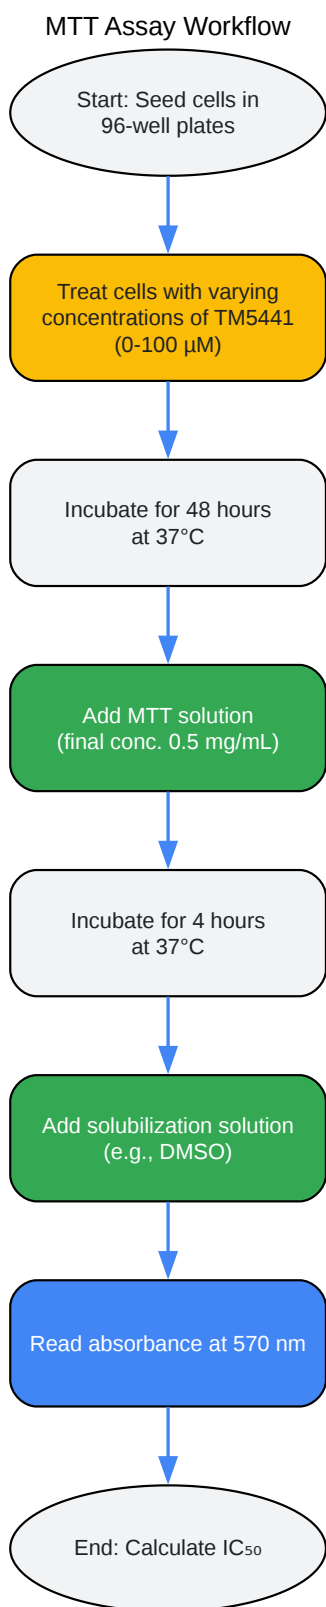 MTT Assay Workflow
Start: Seed cells in
96-well plates
Treat cells with varying
concentrations of TM5441
(0-100 µM)
Incubate for 48 hours
at 37°C
Add MTT solution
(final conc. 0.5 mg/mL)
Incubate for 4 hours
at 37°C
Add solubilization solution
(e.g., DMSO)
Read absorbance at 570 nm
End: Calculate IC₅₀